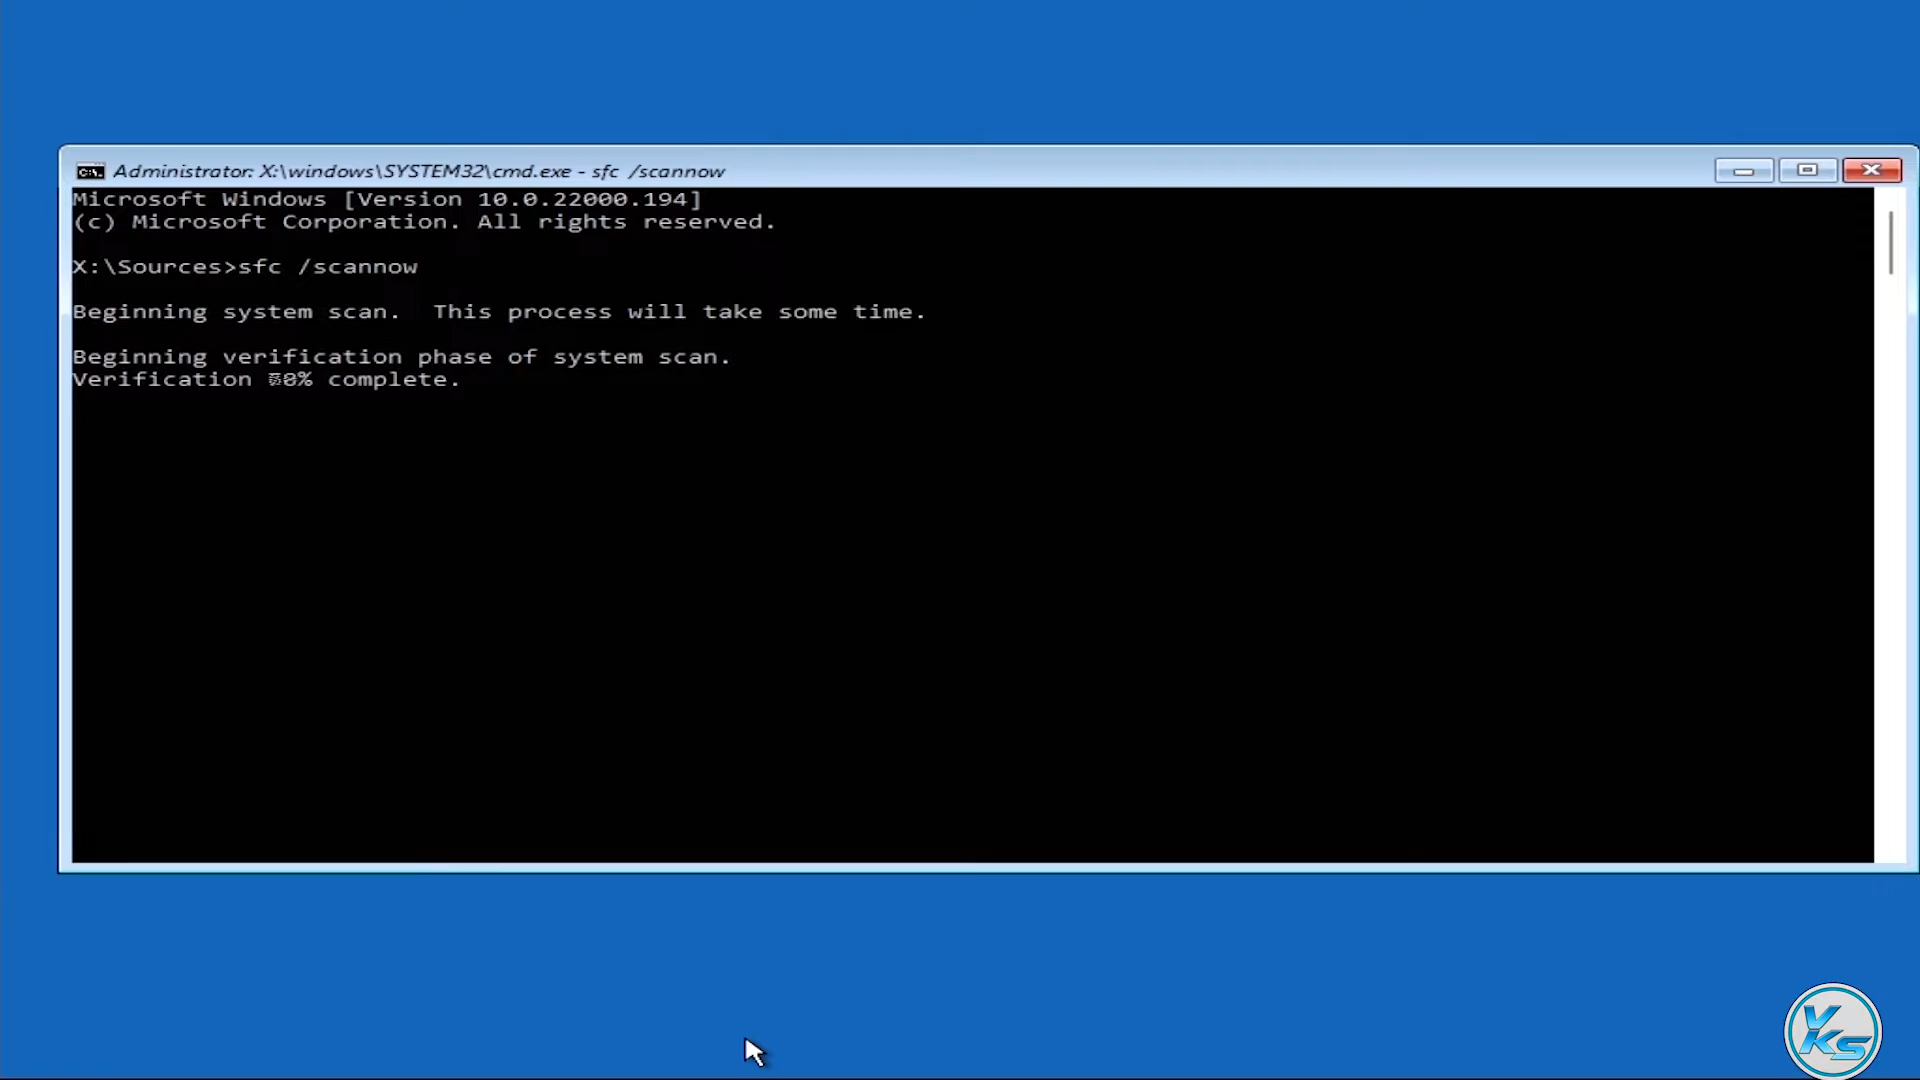 Administrator: X:\windows\SYSTEM32\cmd.exe - sfc /scannow
Microsoft Windows [Version 10.0.22000.194]
(c) Microsoft Corporation. All rights reserved.
X:\Sources>sfc /scannow
Beginning system scan.  This process will take some time.
Beginning verification phase of system scan.
Verification complete.
VKS